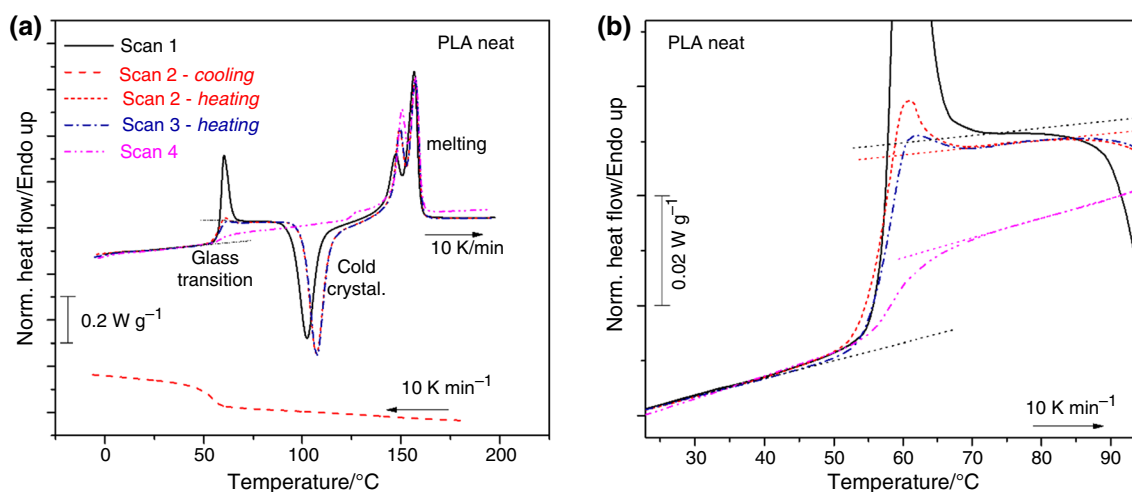 (a)
PLA neat
Scan 1
Scan 2 - cooling
Scan 2 - heating
Scan 3 - heating
Scan 4
melting
10 K/min
Glass
transition
Cold
crystal.
0.2 W g⁻¹
10 K min⁻¹
Norm. heat flow/Endo up
0 50 100 150 200
Temperature/°C
(b)
PLA neat
0.02 W g⁻¹
10 K min⁻¹
Norm. heat flow/Endo up
30 40 50 60 70 80 90
Temperature/°C